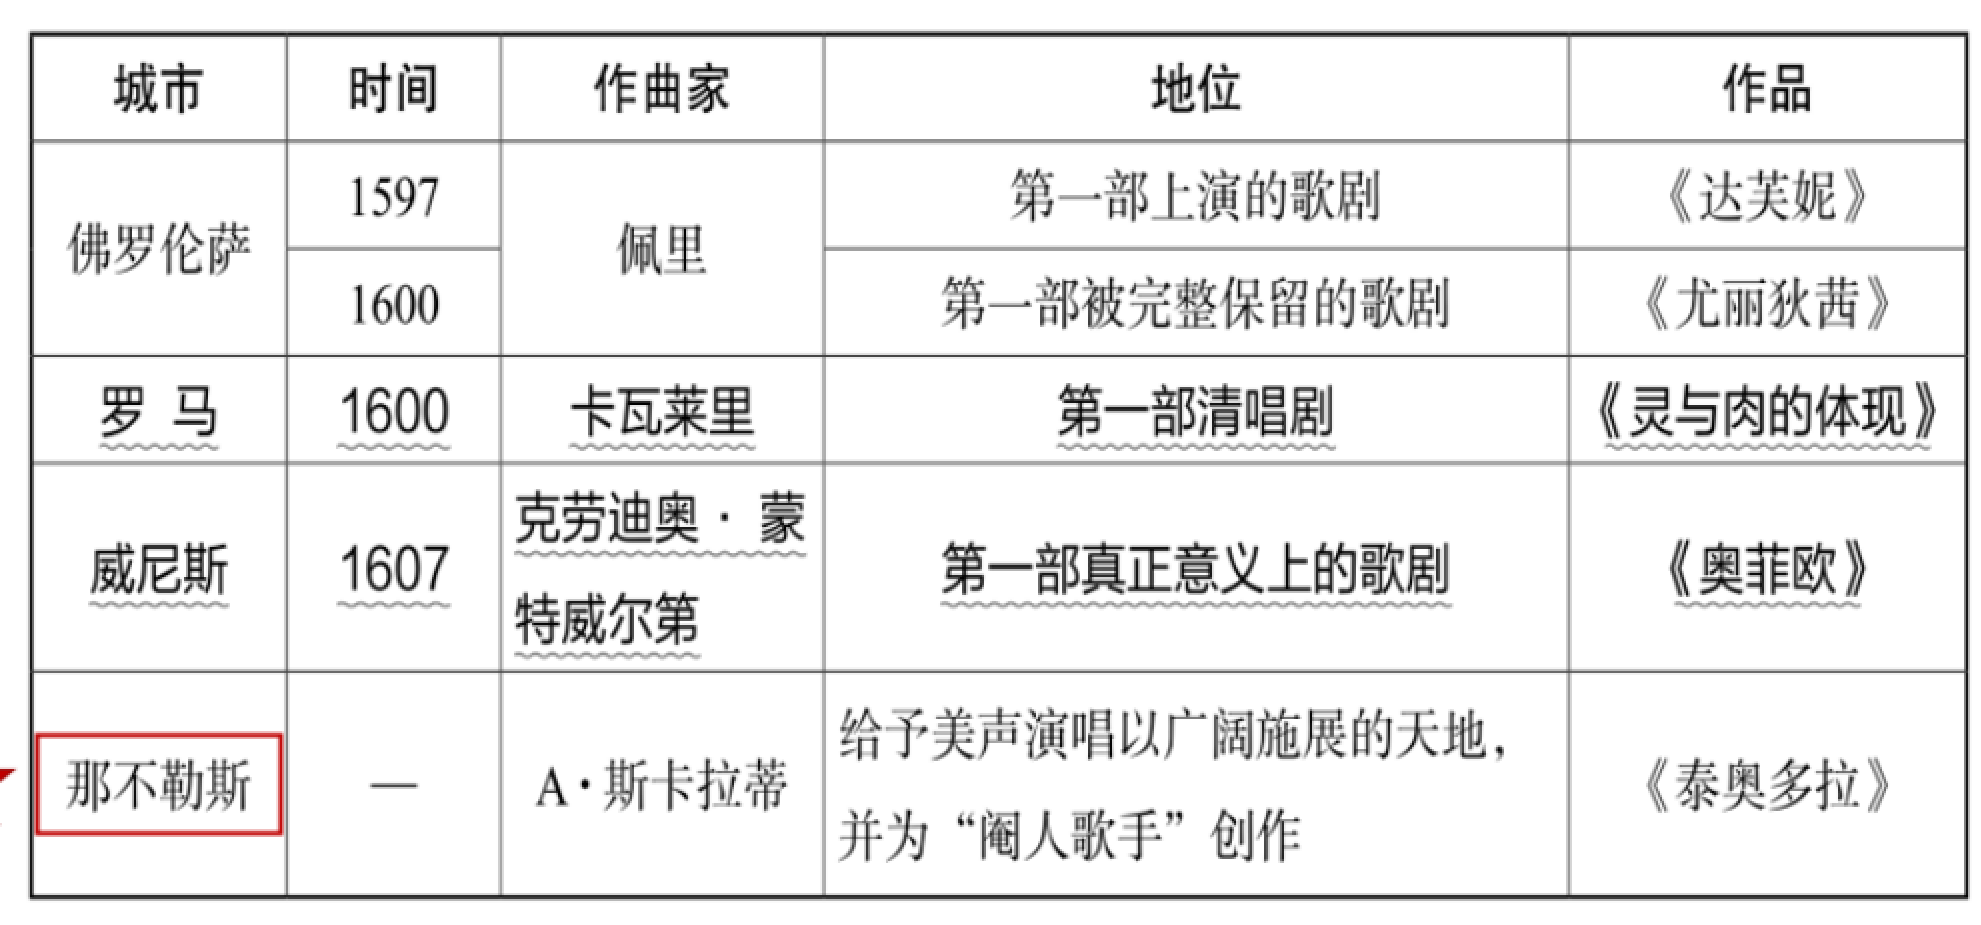 城市 时间 作曲家 地位 作品
佛罗伦萨 1597 佩里 第一部上演的歌剧 《达芙妮》
1600 第一部被完整保留的歌剧 《尤丽狄茜》
罗 马 1600 卡瓦莱里 第一部清唱剧 《灵与肉的体现》
威尼斯 1607 克劳迪奥· 蒙
特威尔第 第一部真正意义上的歌剧 《奥菲欧》
那不勒斯 — A·斯卡拉蒂 给予美声演唱以广阔施展的天地，
并为“阉人歌手”创作 《泰奥多拉》